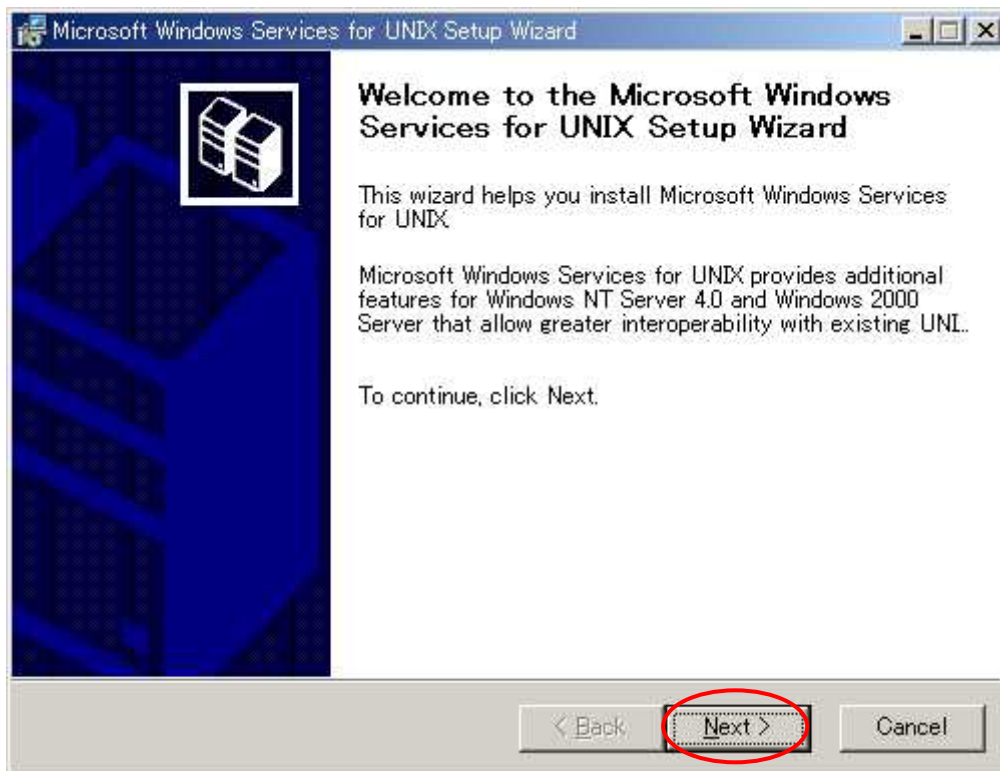 Microsoft Windows Services for UNIX Setup Wizard
Welcome to the Microsoft Windows
Services for UNIX Setup Wizard
This wizard helps you install Microsoft Windows Services
for UNIX.
Microsoft Windows Services for UNIX provides additional
features for Windows NT Server 4.0 and Windows 2000
Server that allow greater interoperability with existing UNI..
To continue, click Next.
< Back
Next >
Cancel